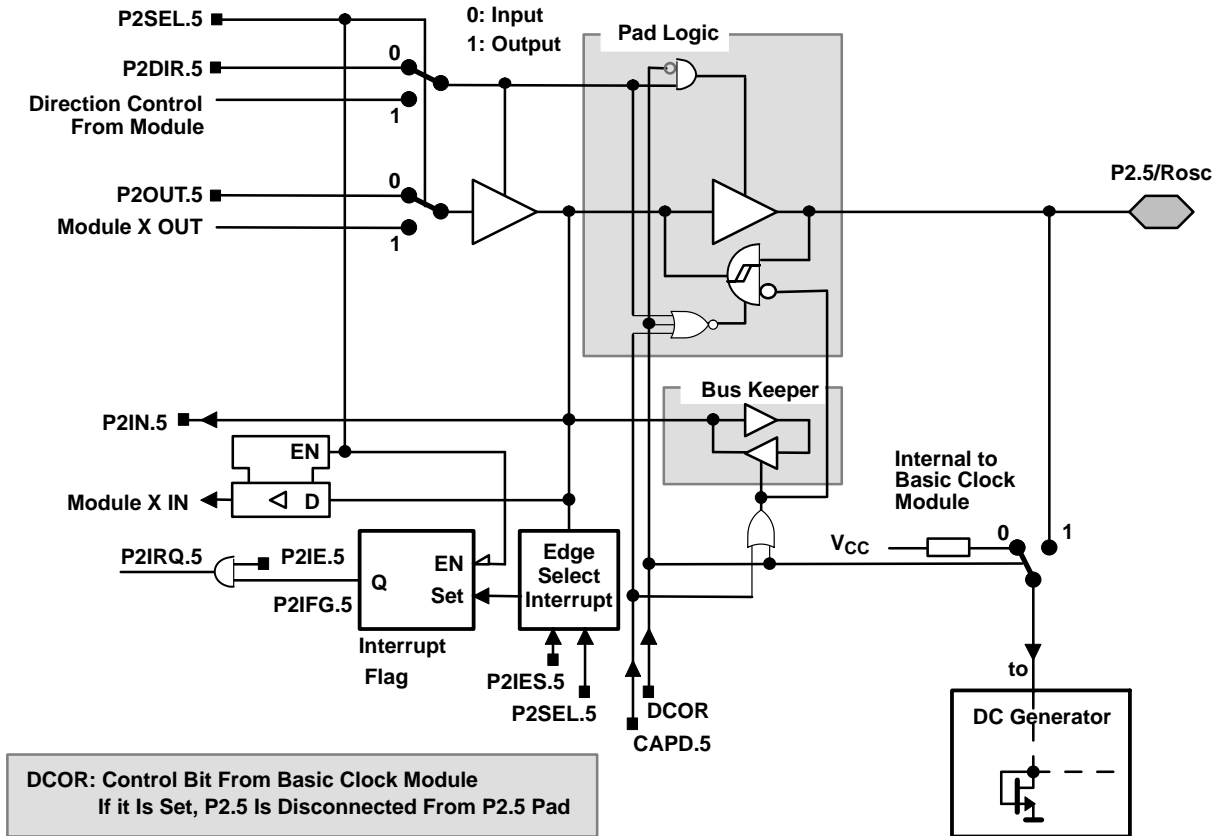 P2SEL.5
0: Input
1: Output
Pad Logic
P2DIR.5
0
Direction Control
From Module
1
P2.5/Rosc
P2OUT.5
0
Module X OUT
1
Bus Keeper
P2IN.5
EN
Module X IN
D
Internal to
Basic Clock
Module
VCC
0
1
P2IRQ.5
P2IE.5
P2IFG.5
Q
EN
Set
Interrupt
Flag
Edge
Select
Interrupt
P2IES.5
P2SEL.5
DCOR
CAPD.5
to
DC Generator
DCOR: Control Bit From Basic Clock Module
If it Is Set, P2.5 Is Disconnected From P2.5 Pad